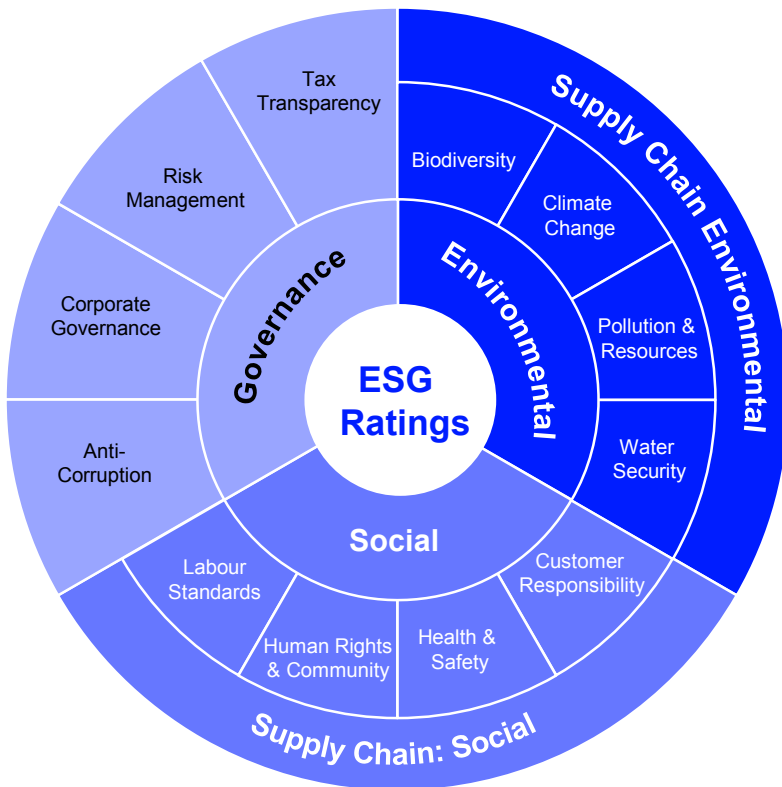 ESG
Ratings
Environmental
Biodiversity
Climate
Change
Pollution &
Resources
Water
Security
Supply Chain Environmental
Social
Customer
Responsibility
Health &
Safety
Human Rights
& Community
Labour
Standards
Supply Chain: Social
Governance
Anti-
Corruption
Corporate
Governance
Risk
Management
Tax
Transparency